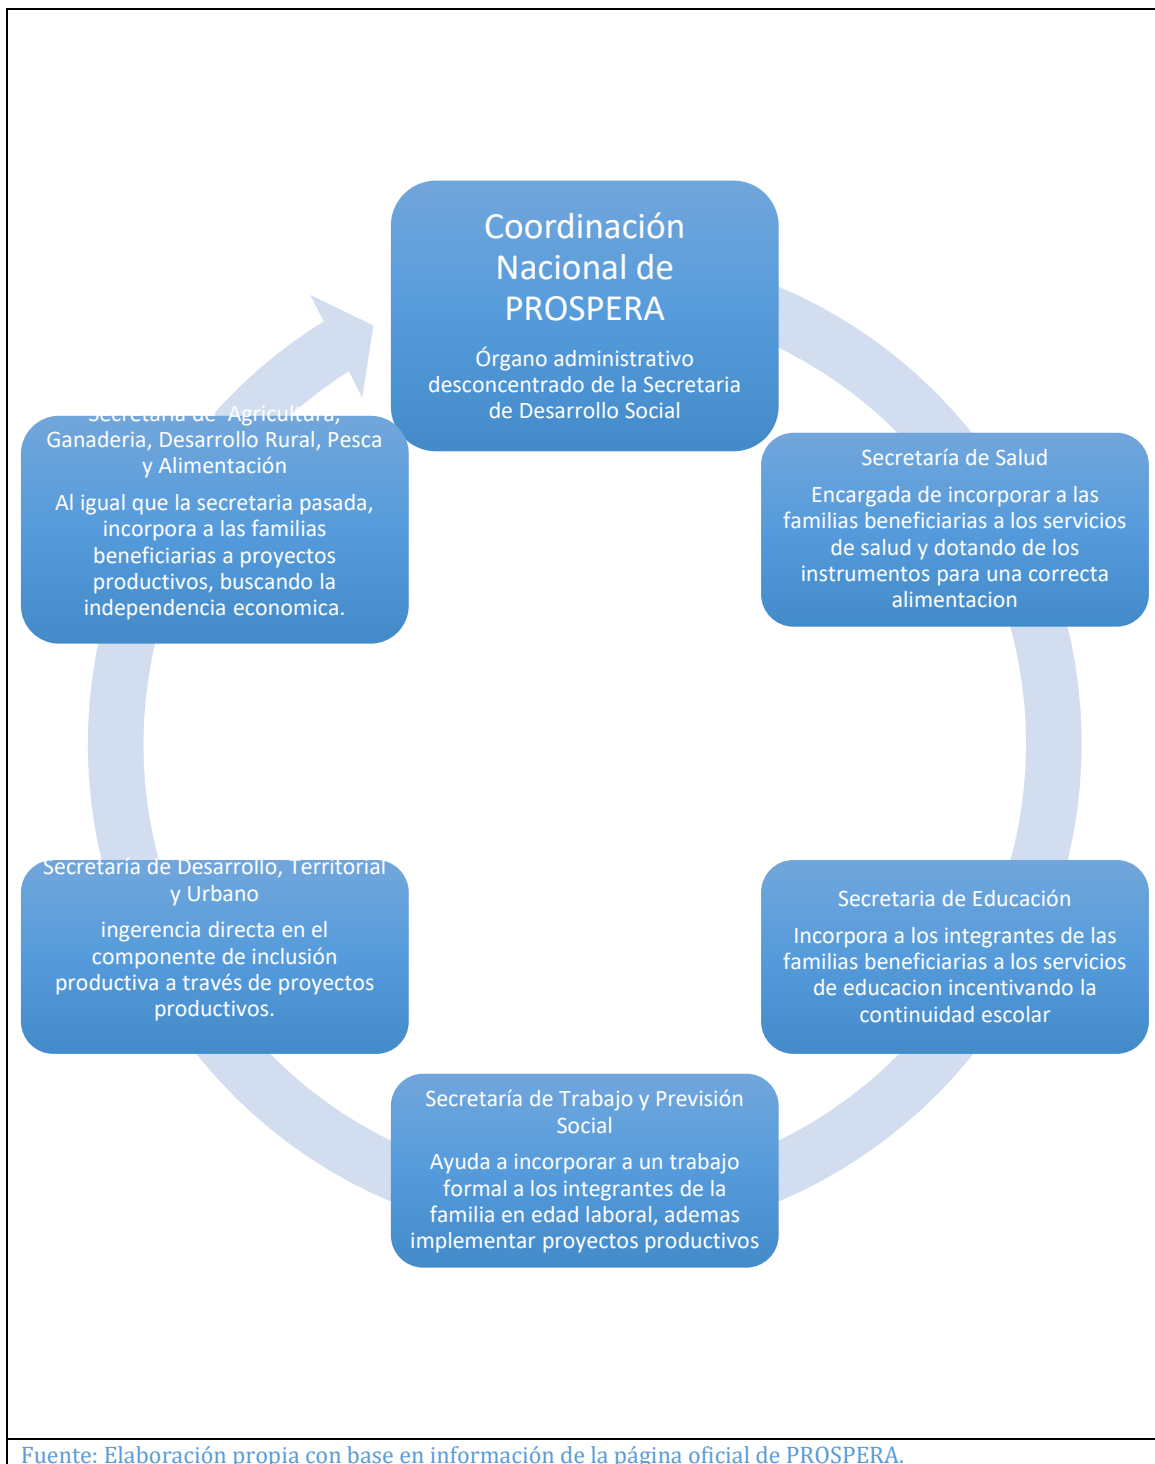 Coordinación
Nacional de
PROSPERA
Órgano administrativo
desconcentrado de la Secretaria
de Desarrollo Social
Secretaría de Salud
Encargada de incorporar a las
familias beneficiarias a los servicios
de salud y dotando de los
instrumentos para una correcta
alimentacion
Secretaria de Educación
Incorpora a los integrantes de las
familias beneficiarias a los servicios
de educacion incentivando la
continuidad escolar
Secretaría de Trabajo y Previsión
Social
Ayuda a incorporar a un trabajo
formal a los integrantes de la
familia en edad laboral, ademas
implementar proyectos productivos
Secretaría de Desarrollo, Territorial
y Urbano
ingerencia directa en el
componente de inclusión
productiva a través de proyectos
productivos.
Secretaría de Agricultura,
Ganaderia, Desarrollo Rural, Pesca
y Alimentación
Al igual que la secretaria pasada,
incorpora a las familias
beneficiarias a proyectos
productivos, buscando la
independencia economica.
Fuente: Elaboración propia con base en información de la página oficial de PROSPERA.